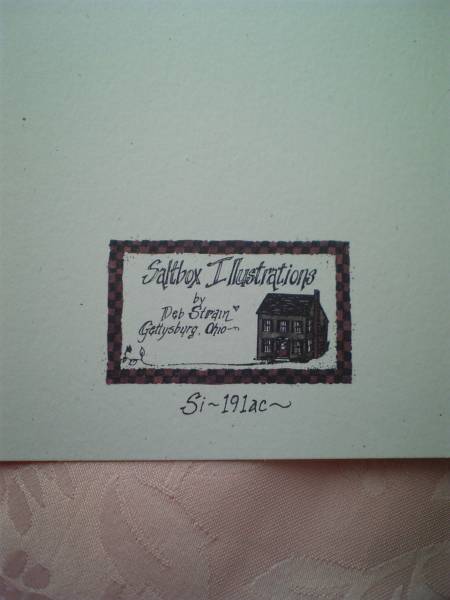 Saltbox Illustrations
by
Deb Strain
Gettysburg, Ohio~
Si~191ac~